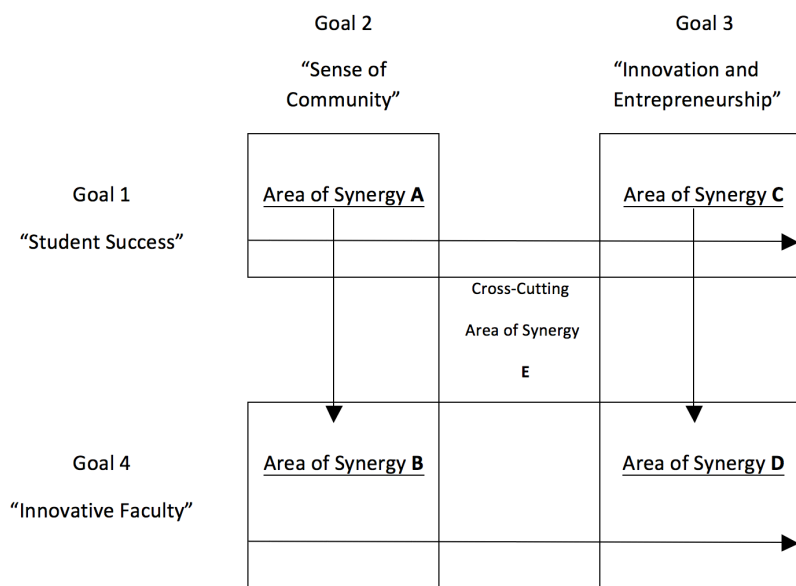 Goal 2
Goal 3
“Sense of
Community”
“Innovation and
Entrepreneurship”
Goal 1
“Student Success”
Area of Synergy A
Area of Synergy C
Cross-Cutting
Area of Synergy
E
Goal 4
“Innovative Faculty”
Area of Synergy B
Area of Synergy D